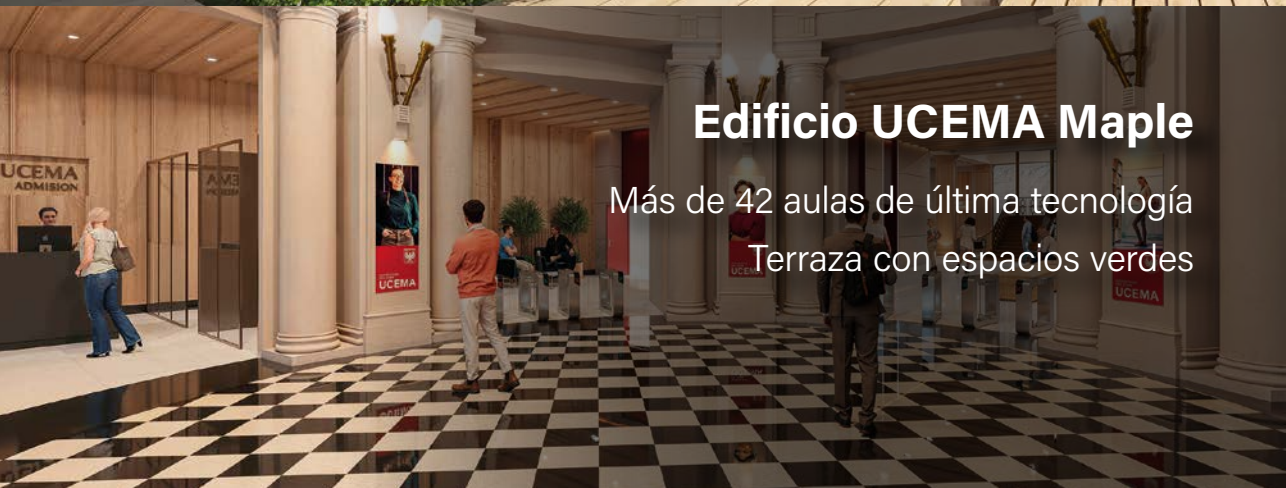 Edificio UCEMA Maple
Más de 42 aulas de última tecnología
Terraza con espacios verdes
UCEMA
ADMISION
UCEMA
UCEMA
UCEMA